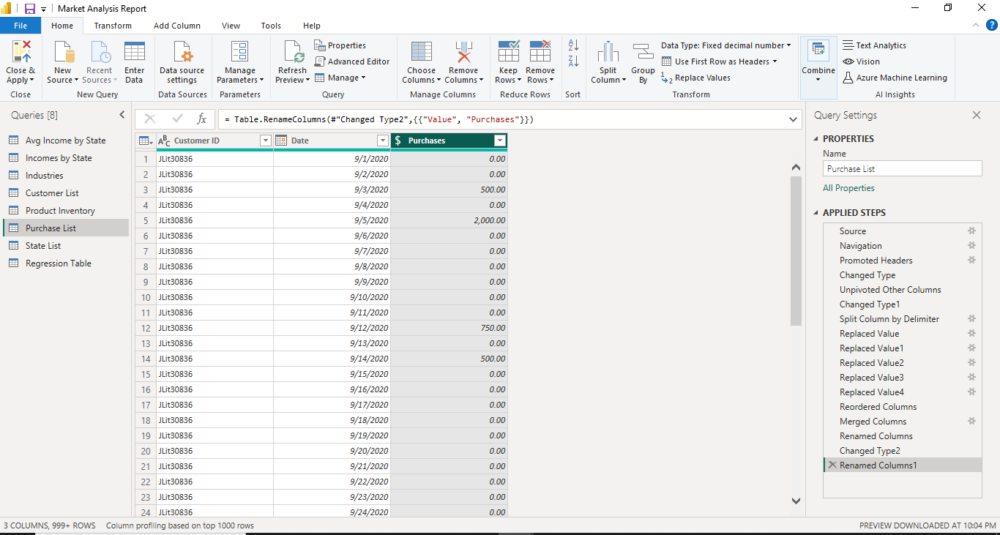 Market Analysis Report
File Home Transform Add Column View Tools Help
Close & Apply
Close
New Source
Recent Sources
Enter Data
New Query
Data source settings
Data Sources
Manage Parameters
Parameters
Refresh Preview
Properties
Advanced Editor
Manage
Query
Choose Columns
Remove Columns
Manage Columns
Keep Rows
Remove Rows
Reduce Rows
A Z
Z A
Sort
Split Column
Group By
Data Type: Fixed decimal number
Use First Row as Headers
1 2 Replace Values
Transform
Combine
Text Analytics
Vision
Azure Machine Learning
AI Insights
?
Queries [8]
Avg Income by State
Incomes by State
Industries
Customer List
Product Inventory
Purchase List
State List
Regression Table
fx
= Table.RenameColumns(#"Changed Type2",{{"Value", "Purchases"}})
ABC Customer ID Date $ Purchases
1 JLit30836 9/1/2020 0.00
2 JLit30836 9/2/2020 0.00
3 JLit30836 9/3/2020 500.00
4 JLit30836 9/4/2020 0.00
5 JLit30836 9/5/2020 2,000.00
6 JLit30836 9/6/2020 0.00
7 JLit30836 9/7/2020 0.00
8 JLit30836 9/8/2020 0.00
9 JLit30836 9/9/2020 0.00
10 JLit30836 9/10/2020 0.00
11 JLit30836 9/11/2020 0.00
12 JLit30836 9/12/2020 750.00
13 JLit30836 9/13/2020 0.00
14 JLit30836 9/14/2020 500.00
15 JLit30836 9/15/2020 0.00
16 JLit30836 9/16/2020 0.00
17 JLit30836 9/17/2020 0.00
18 JLit30836 9/18/2020 0.00
19 JLit30836 9/19/2020 0.00
20 JLit30836 9/20/2020 0.00
21 JLit30836 9/21/2020 0.00
22 JLit30836 9/22/2020 0.00
23 JLit30836 9/23/2020 0.00
24 JLit30836 9/24/2020 0.00
Query Settings
PROPERTIES
Name
Purchase List
All Properties
APPLIED STEPS
Source
Navigation
Promoted Headers
Changed Type
Unpivoted Other Columns
Changed Type1
Split Column by Delimiter
Replaced Value
Replaced Value1
Replaced Value2
Replaced Value3
Replaced Value4
Reordered Columns
Merged Columns
Renamed Columns
Changed Type2
Renamed Columns1
3 COLUMNS, 999+ ROWS Column profiling based on top 1000 rows
PREVIEW DOWNLOADED AT 10:04 PM